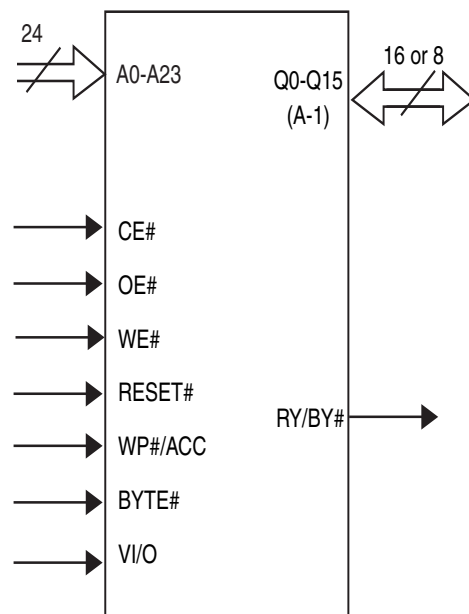 24
16 or 8
A0-A23
Q0-Q15
(A-1)
CE#
OE#
WE#
RESET#
RY/BY#
WP#/ACC
BYTE#
VI/O